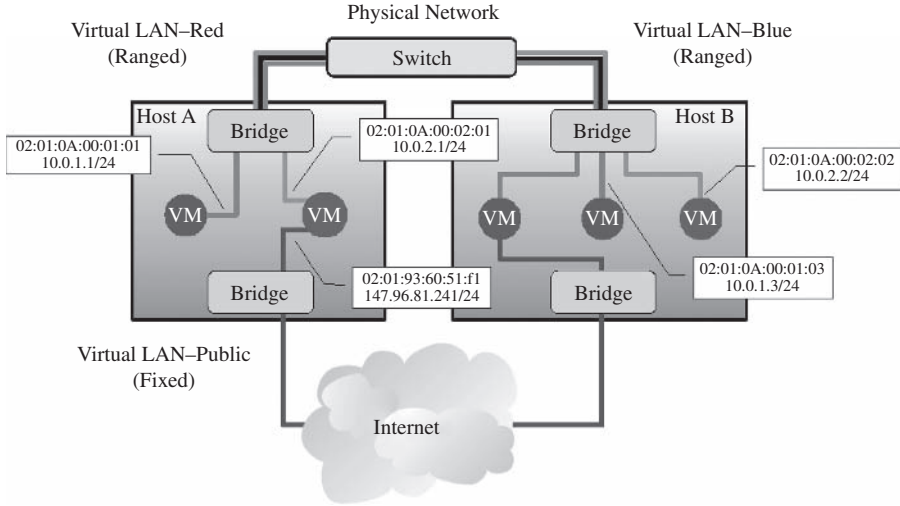 Physical Network
Virtual LAN–Red
(Ranged)
Virtual LAN–Blue
(Ranged)
Switch
Host A
Host B
Bridge
Bridge
02:01:0A:00:01:01
10.0.1.1/24
02:01:0A:00:02:01
10.0.2.1/24
02:01:0A:00:02:02
10.0.2.2/24
VM
VM
VM
VM
VM
02:01:93:60:51:f1
147.96.81.241/24
02:01:0A:00:01:03
10.0.1.3/24
Bridge
Bridge
Virtual LAN–Public
(Fixed)
Internet